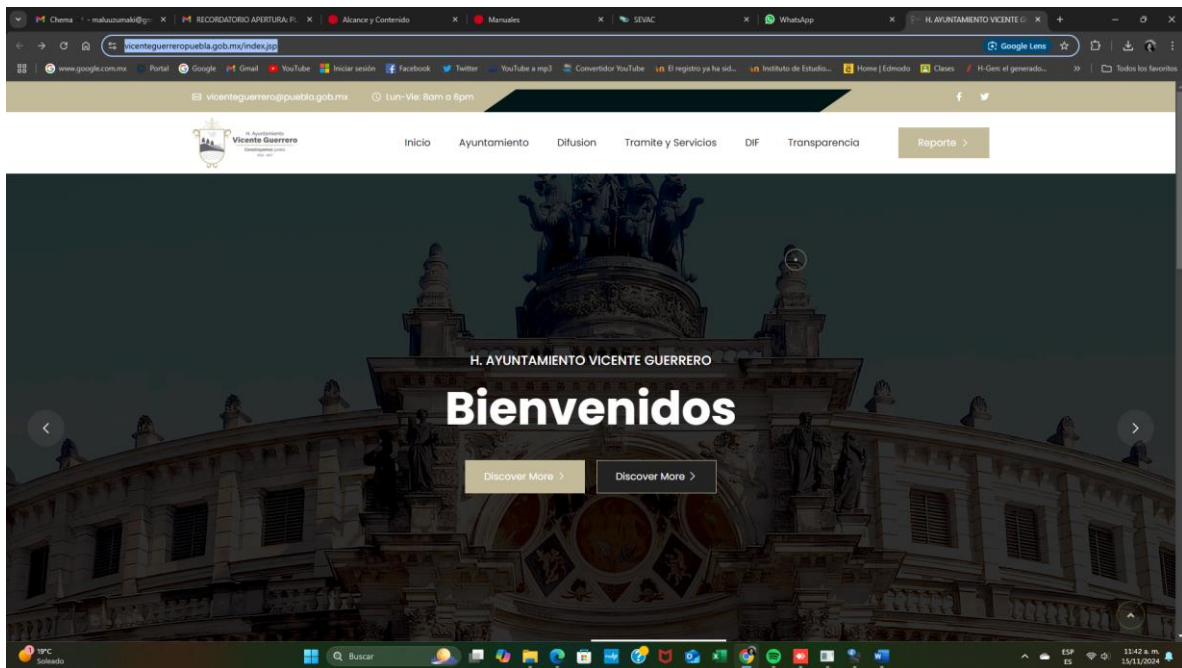 Chema - maluuzumaki@g
RECORDATORIO APERTURA: P
Alcance y Contenido
Manuales
SEVAC
WhatsApp
H. AYUNTAMIENTO VICENTE G
vicenteguerreropuebla.gob.mx/index.jsp
Google Lens
www.google.com.mx
Portal
Google
Gmail
YouTube
Iniciar sesión
Facebook
Twitter
YouTube a mp3
Convertidor YouTube
El registro ya ha sid...
Instituto de Estudio...
Home | Edmodo
Clases
H-Gen: el generado...
Todos los favoritos
vicenteguerrero@puebla.gob.mx
Lun-Vie: 8am a 6pm
H. Ayuntamiento
Vicente Guerrero
Inicio
Ayuntamiento
Difusion
Tramite y Servicios
DIF
Transparencia
Reporte >
H. AYUNTAMIENTO VICENTE GUERRERO
Bienvenidos
Discover More >
Discover More >
19°C
Soleado
Buscar
ESP
ES
11:42 a. m.
15/11/2024